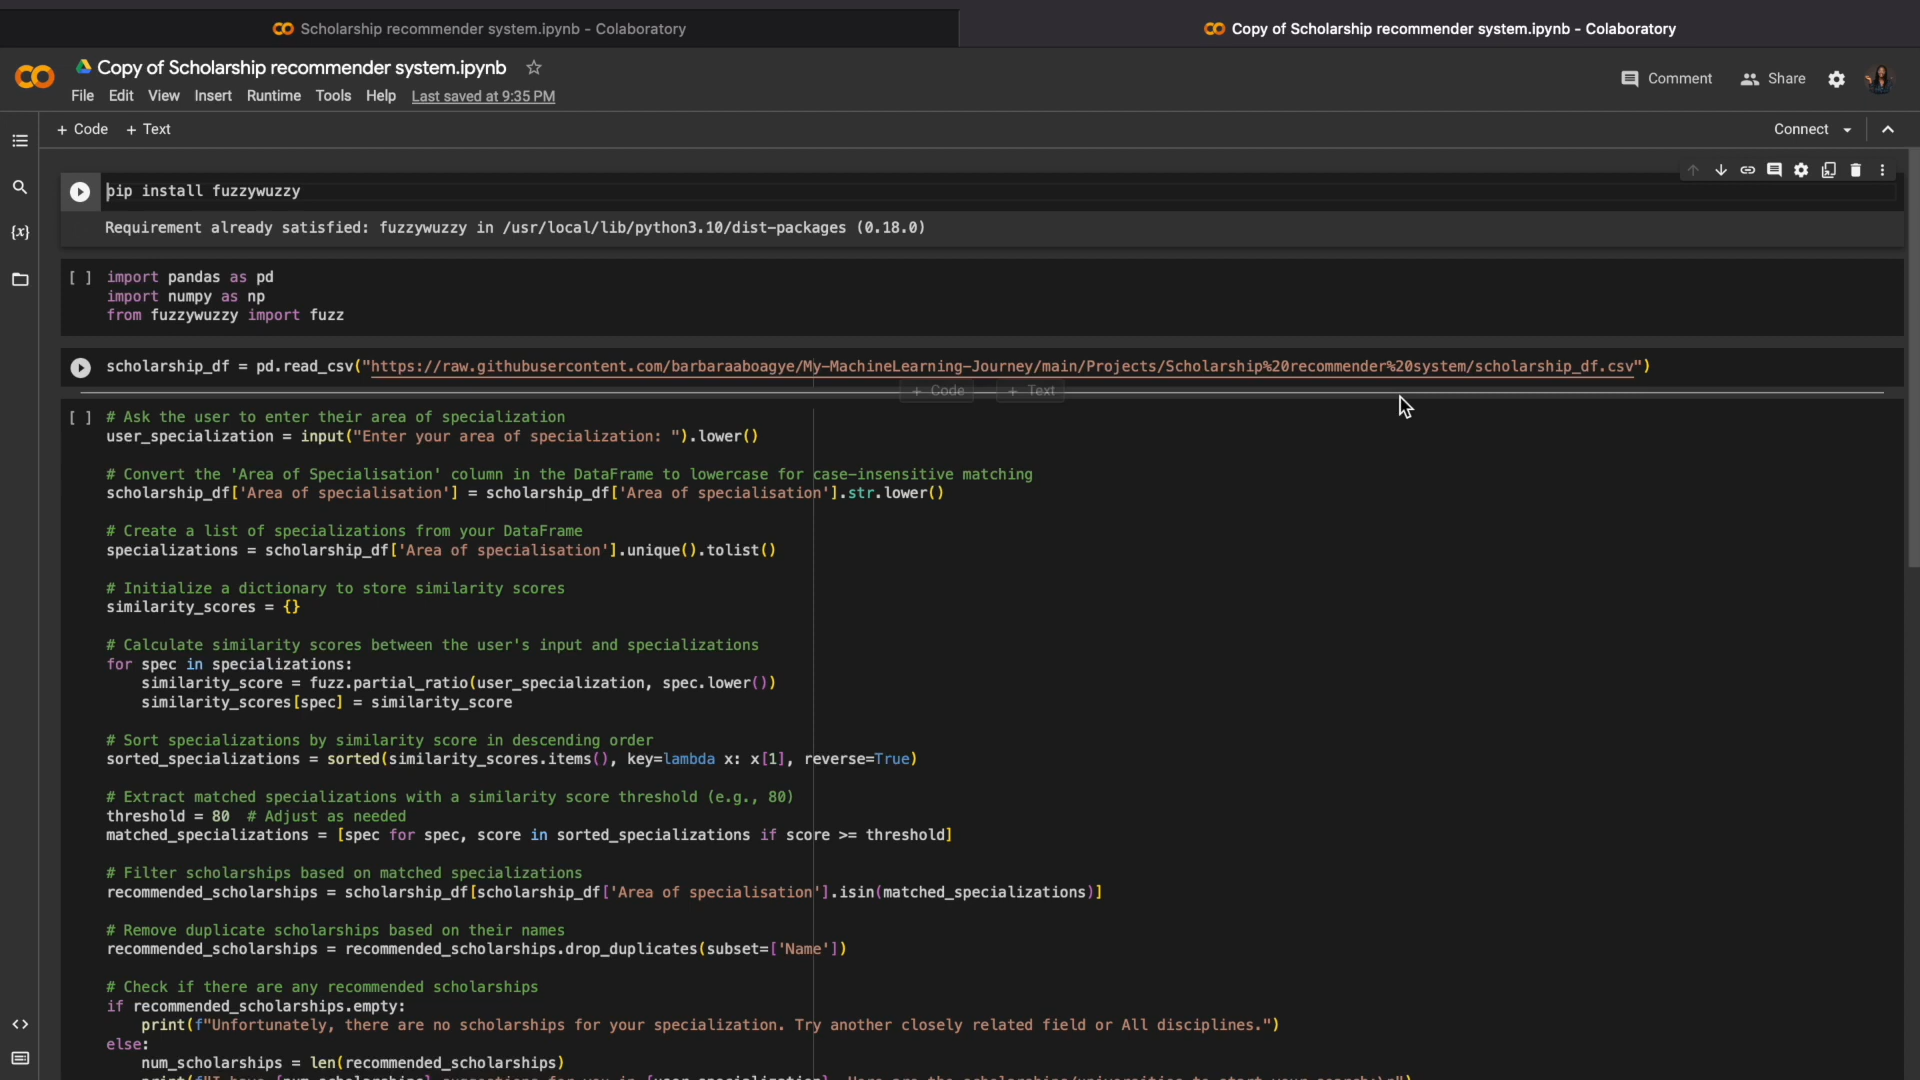 Scholarship recommender system.ipynb - Colaboratory
Copy of Scholarship recommender system.ipynb - Colaboratory
Copy of Scholarship recommender system.ipynb
Comment
Share
File Edit View Insert Runtime Tools Help Last saved at 9:35 PM
+ Code + Text
Connect
pip install fuzzywuzzy
Requirement already satisfied: fuzzywuzzy in /usr/local/lib/python3.10/dist-packages (0.18.0)
[ ] import pandas as pd
import numpy as np
from fuzzywuzzy import fuzz
scholarship_df = pd.read_csv("https://raw.githubusercontent.com/barbaraaboagye/My-MachineLearning-Journey/main/Projects/Scholarship%20recommender%20system/scholarship_df.csv")
+ Code + Text
[ ] # Ask the user to enter their area of specialization
user_specialization = input("Enter your area of specialization: ").lower()
# Convert the 'Area of Specialisation' column in the DataFrame to lowercase for case-insensitive matching
scholarship_df['Area of specialisation'] = scholarship_df['Area of specialisation'].str.lower()
# Create a list of specializations from your DataFrame
specializations = scholarship_df['Area of specialisation'].unique().tolist()
# Initialize a dictionary to store similarity scores
similarity_scores = {}
# Calculate similarity scores between the user's input and specializations
for spec in specializations:
similarity_score = fuzz.partial_ratio(user_specialization, spec.lower())
similarity_scores[spec] = similarity_score
# Sort specializations by similarity score in descending order
sorted_specializations = sorted(similarity_scores.items(), key=lambda x: x[1], reverse=True)
# Extract matched specializations with a similarity score threshold (e.g., 80)
threshold = 80 # Adjust as needed
matched_specializations = [spec for spec, score in sorted_specializations if score >= threshold]
# Filter scholarships based on matched specializations
recommended_scholarships = scholarship_df[scholarship_df['Area of specialisation'].isin(matched_specializations)]
# Remove duplicate scholarships based on their names
recommended_scholarships = recommended_scholarships.drop_duplicates(subset=['Name'])
# Check if there are any recommended scholarships
if recommended_scholarships.empty:
print(f"Unfortunately, there are no scholarships for your specialization. Try another closely related field or All disciplines.")
else:
num_scholarships = len(recommended_scholarships)